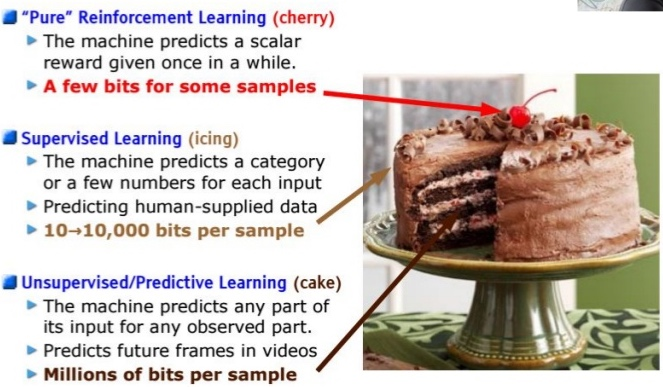 "Pure" Reinforcement Learning (cherry)
The machine predicts a scalar
reward given once in a while.
A few bits for some samples
Supervised Learning (icing)
The machine predicts a category
or a few numbers for each input
Predicting human-supplied data
10→10,000 bits per sample
Unsupervised/Predictive Learning (cake)
The machine predicts any part of
its input for any observed part.
Predicts future frames in videos
Millions of bits per sample